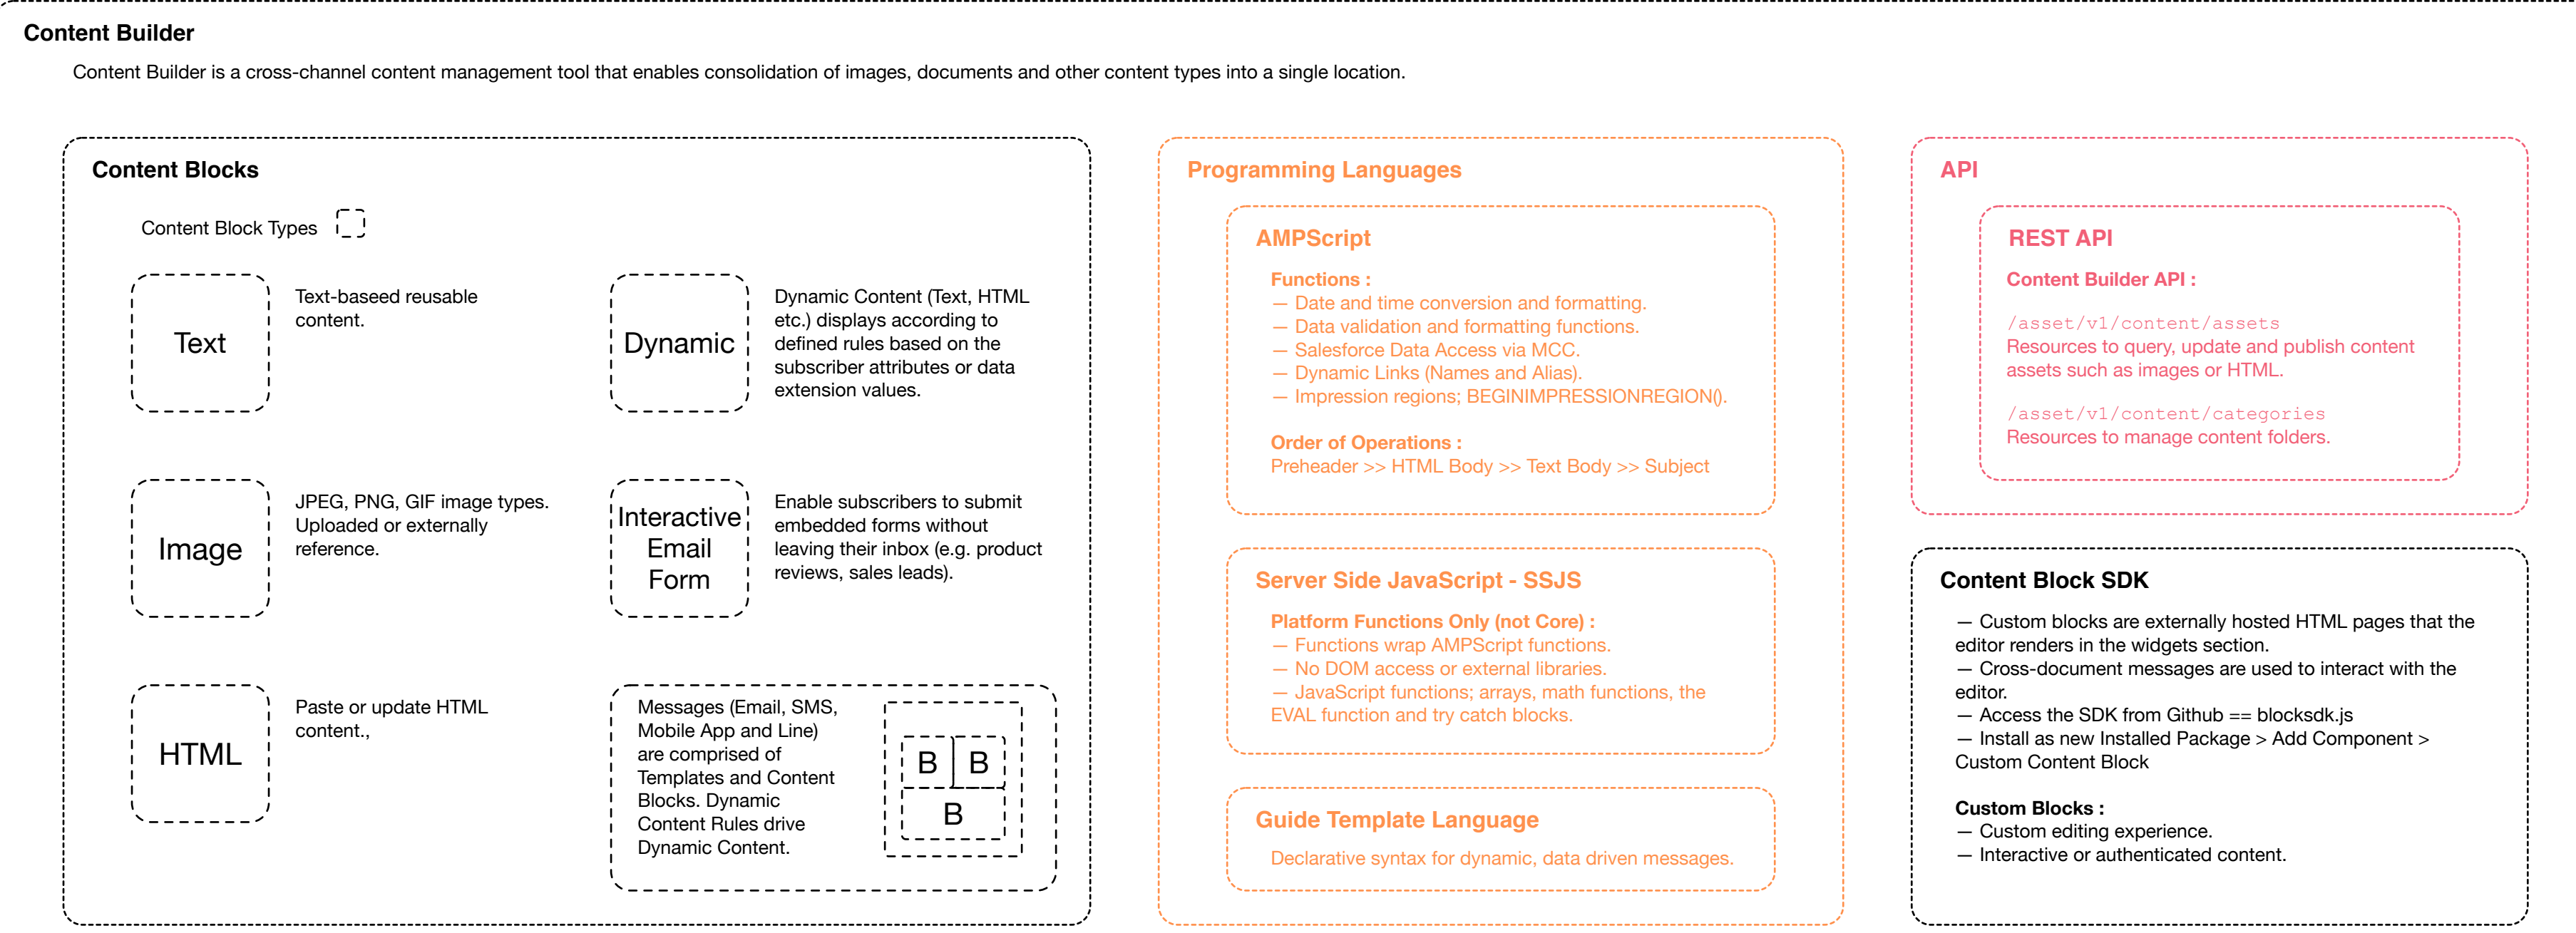 Content Builder
Content Builder is a cross-channel content management tool that enables consolidation of images, documents and other content types into a single location.
Content Blocks
Content Block Types
Text
Text-baseed reusable
content.
Dynamic
Dynamic Content (Text, HTML
etc.) displays according to
defined rules based on the
subscriber attributes or data
extension values.
Image
JPEG, PNG, GIF image types.
Uploaded or externally
reference.
Interactive
Email
Form
Enable subscribers to submit
embedded forms without
leaving their inbox (e.g. product
reviews, sales leads).
HTML
Paste or update HTML
content.,
Messages (Email, SMS,
Mobile App and Line)
are comprised of
Templates and Content
Blocks. Dynamic
Content Rules drive
Dynamic Content.
B B
B
Programming Languages
AMPScript
Functions :
— Date and time conversion and formatting.
— Data validation and formatting functions.
— Salesforce Data Access via MCC.
— Dynamic Links (Names and Alias).
— Impression regions; BEGINIMPRESSIONREGION().
Order of Operations :
Preheader >> HTML Body >> Text Body >> Subject
Server Side JavaScript - SSJS
Platform Functions Only (not Core) :
— Functions wrap AMPScript functions.
— No DOM access or external libraries.
— JavaScript functions; arrays, math functions, the
EVAL function and try catch blocks.
Guide Template Language
Declarative syntax for dynamic, data driven messages.
API
REST API
Content Builder API :
/asset/v1/content/assets
Resources to query, update and publish content
assets such as images or HTML.
/asset/v1/content/categories
Resources to manage content folders.
Content Block SDK
— Custom blocks are externally hosted HTML pages that the
editor renders in the widgets section.
— Cross-document messages are used to interact with the
editor.
— Access the SDK from Github == blocksdk.js
— Install as new Installed Package > Add Component >
Custom Content Block
Custom Blocks :
— Custom editing experience.
— Interactive or authenticated content.